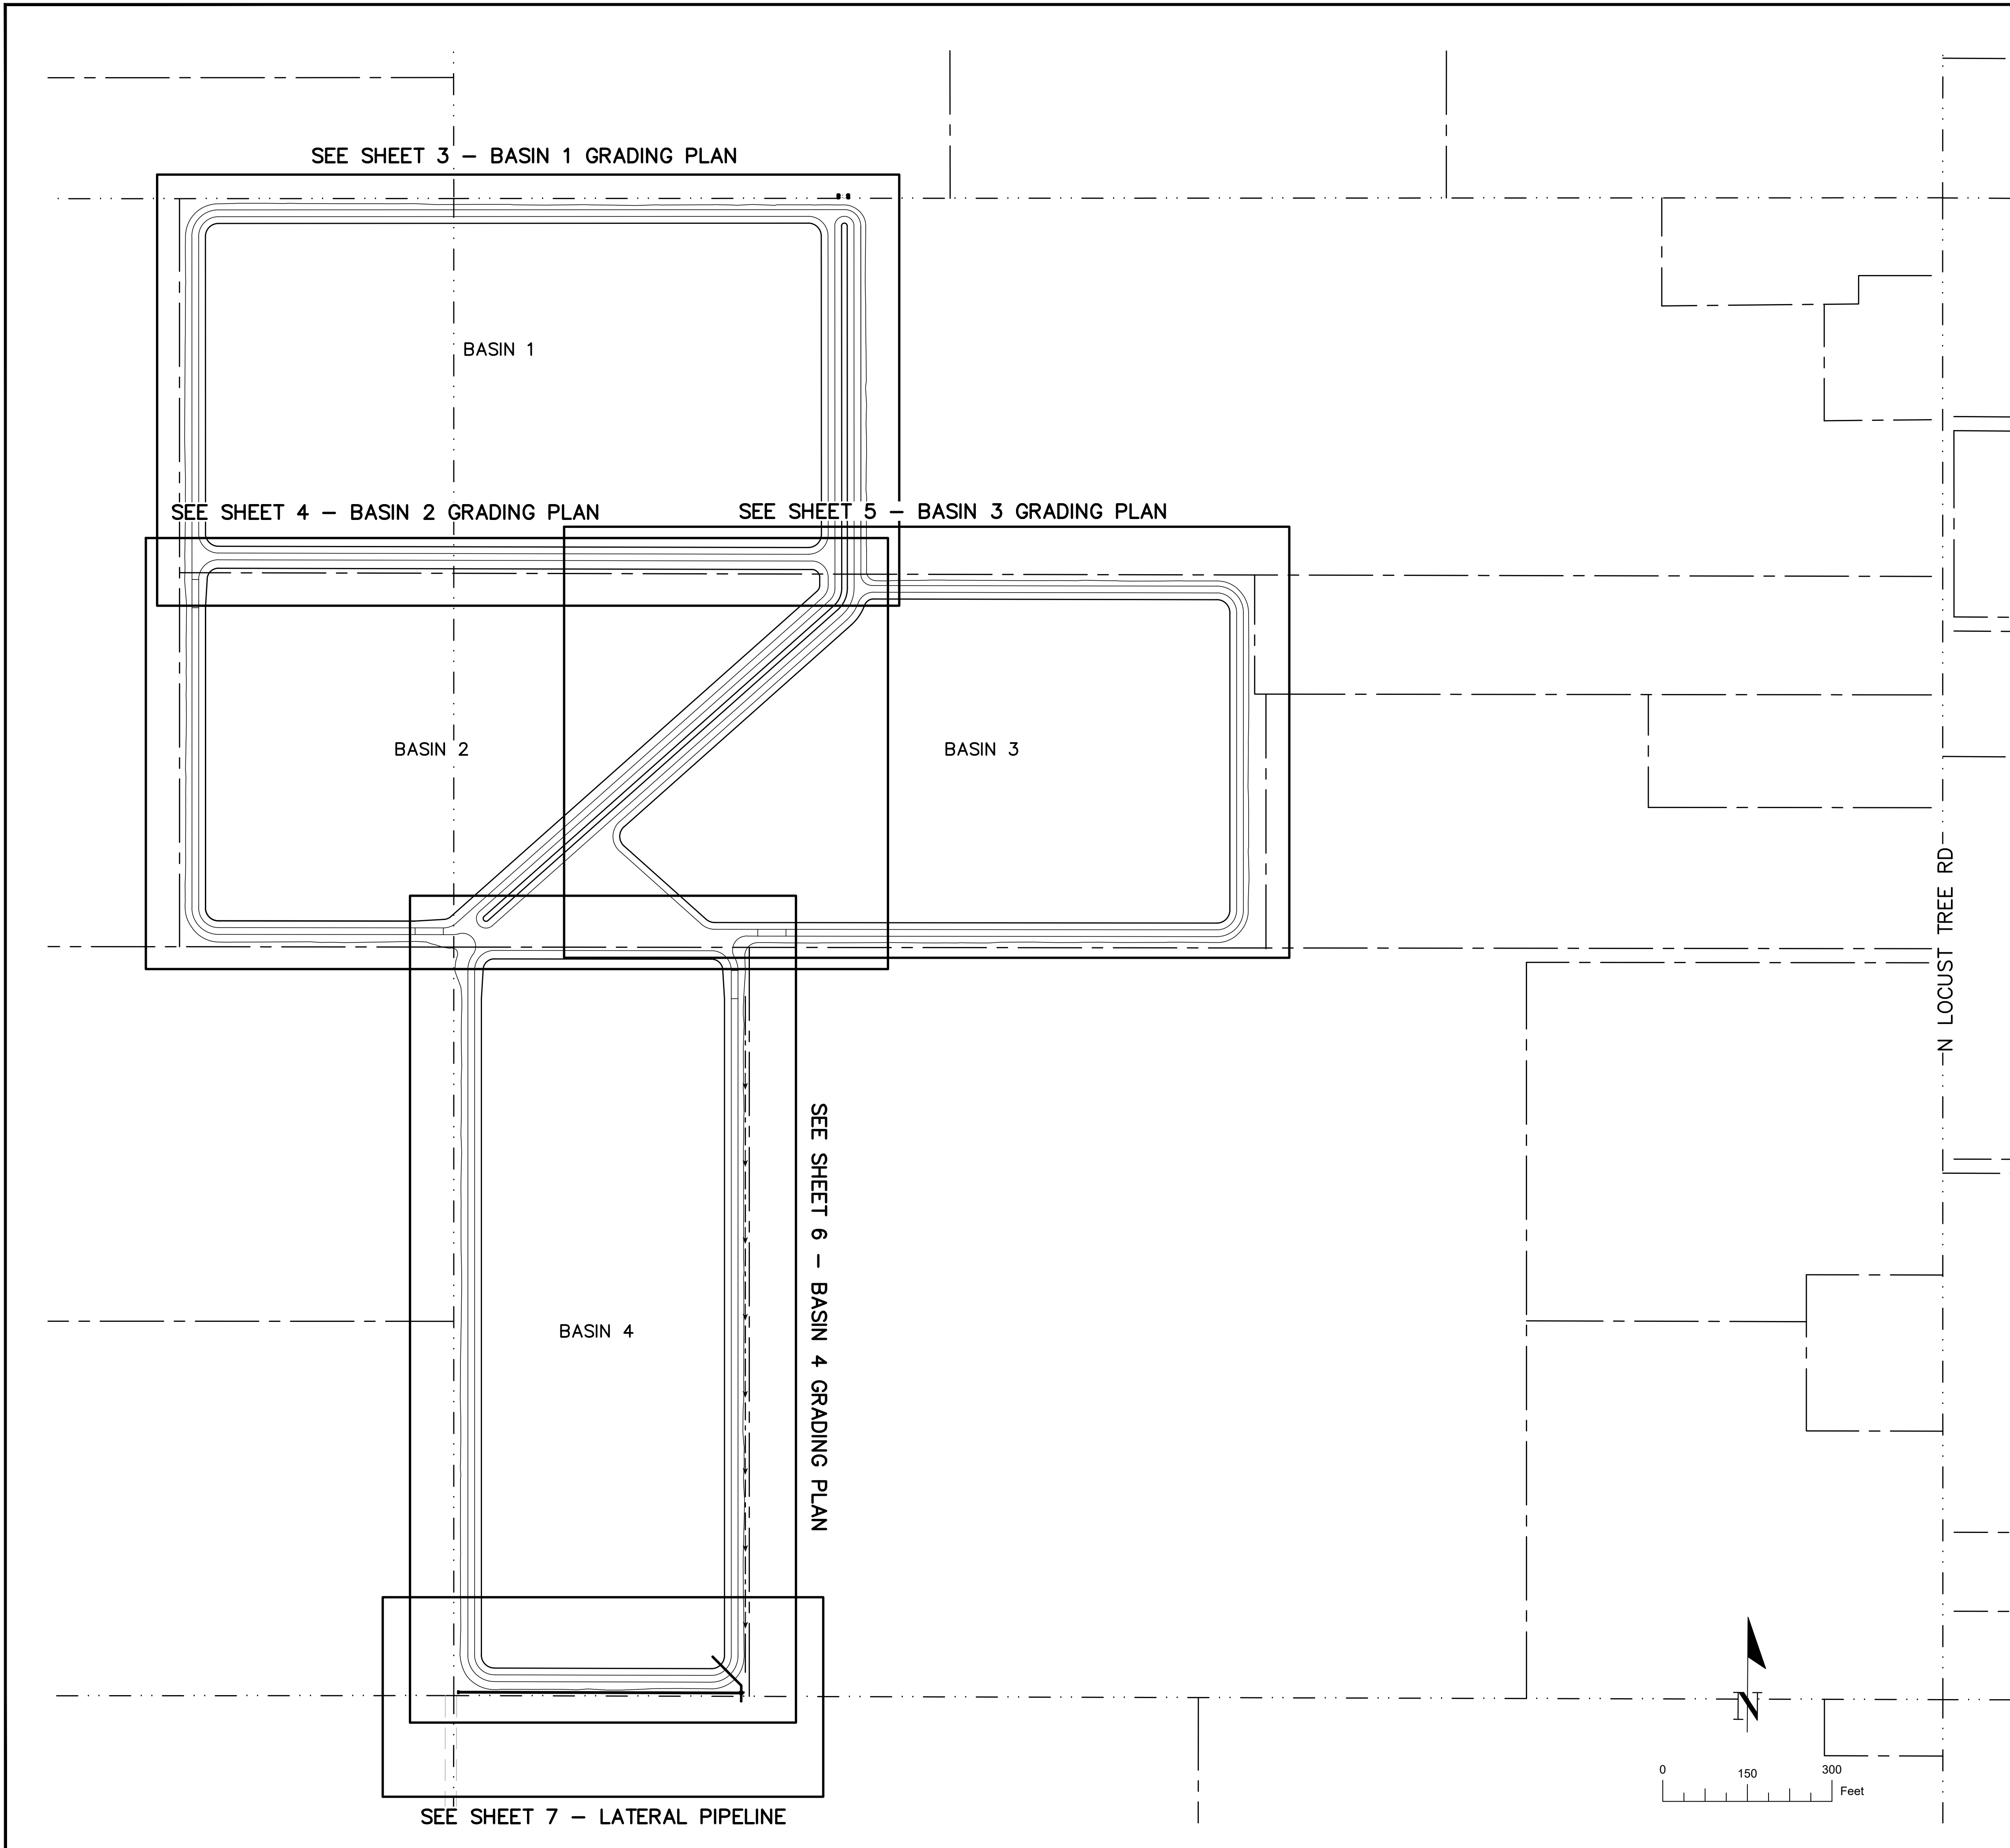 SEE SHEET 3 – BASIN 1 GRADING PLAN
BASIN 1
SEE SHEET 4 – BASIN 2 GRADING PLAN
SEE SHEET 5 – BASIN 3 GRADING PLAN
BASIN 2
BASIN 3
N LOCUST TREE RD
SEE SHEET 6 – BASIN 4 GRADING PLAN
BASIN 4
N
0 150 300
Feet
SEE SHEET 7 – LATERAL PIPELINE